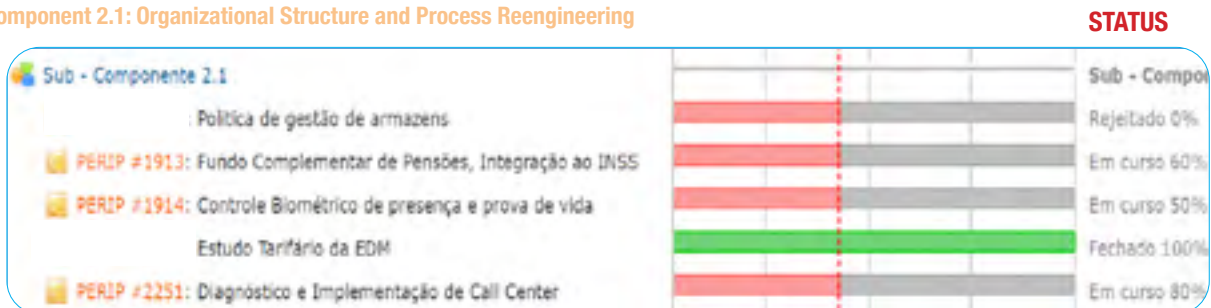 omponent 2.1: Organizational Structure and Process Reengineering
STATUS
Sub - Componente 2.1
Sub - Compo
: Politica de gestão de armazens
Rejeitado 0%
PERIP #1913: Fundo Complementar de Pensões, Integração ao INSS
Em curso 60%
PERIP #1914: Controle Biométrico de presença e prova de vida
Em curso 50%
Estudo Tarifário da EDM
Fechado 100%
PERIP #2251: Diagnóstico e Implementação de Call Center
Em curso 80%